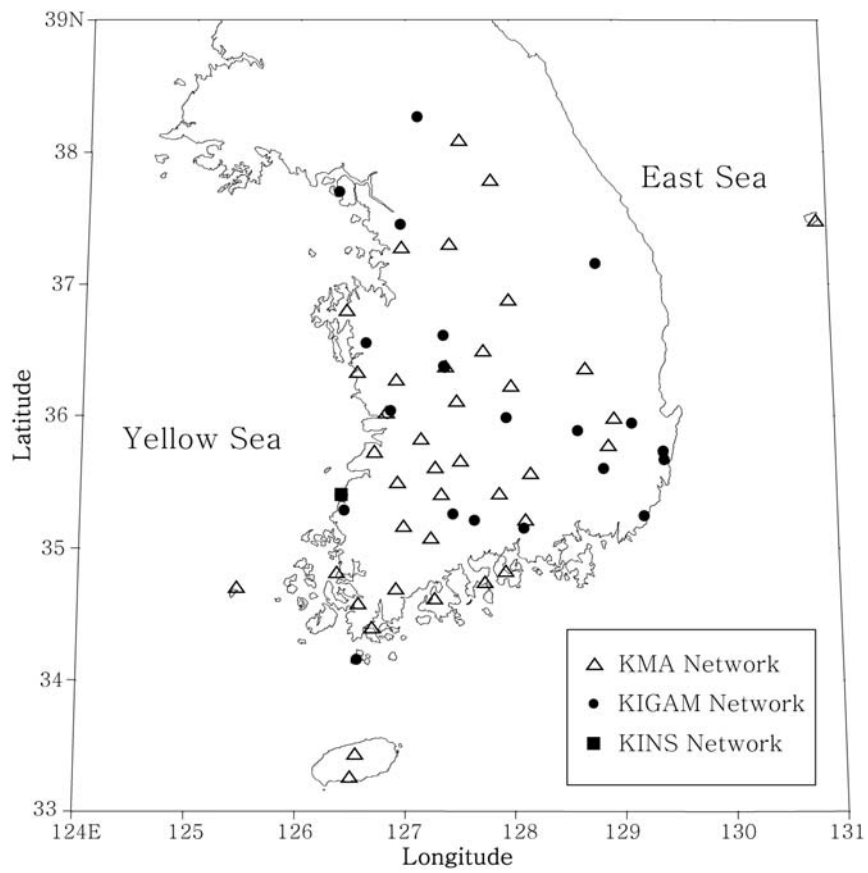 39N
38
37
36
35
34
33
Latitude
East Sea
Yellow Sea
KMA Network
KIGAM Network
KINS Network
124E 125 126 127 128 129 130 131
Longitude